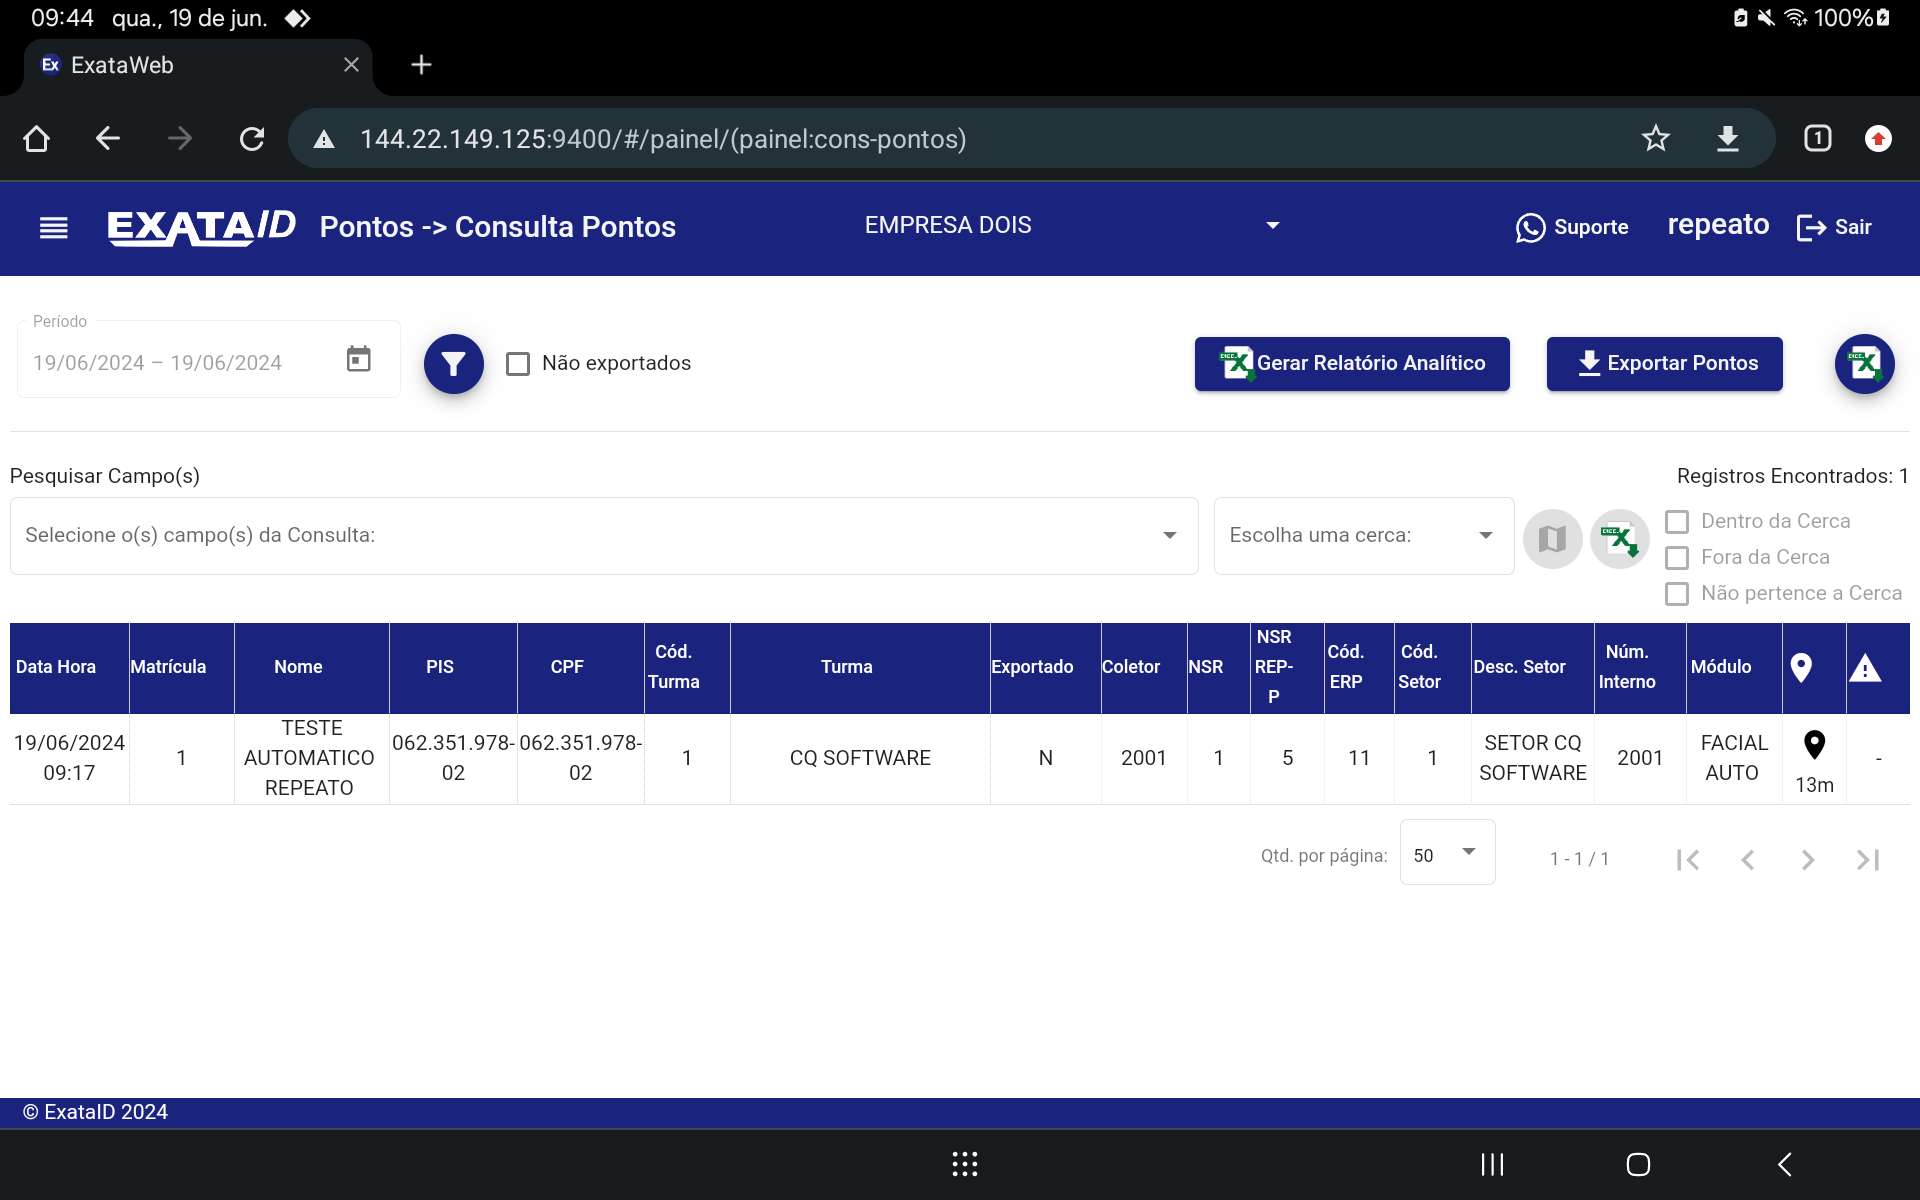 09:44 qua., 19 de jun. 100%
Ex ExataWeb
144.22.149.125:9400/#/painel/(painel:cons-pontos) 1
EXATAID Pontos -> Consulta Pontos EMPRESA DOIS Suporte repeato Sair
Período
19/06/2024 – 19/06/2024 Não exportados Gerar Relatório Analítico Exportar Pontos
Pesquisar Campo(s) Registros Encontrados: 1
Selecione o(s) campo(s) da Consulta: Escolha uma cerca:
Dentro da Cerca
Fora da Cerca
Não pertence a Cerca
Data Hora Matrícula Nome PIS CPF Cód. Turma Turma Exportado Coletor NSR NSR REP-P Cód. ERP Cód. Setor Desc. Setor Núm. Interno Módulo
19/06/2024 09:17 1 TESTE AUTOMATICO REPEATO 062.351.978-02 062.351.978-02 1 CQ SOFTWARE N 2001 1 5 11 1 SETOR CQ SOFTWARE 2001 FACIAL AUTO 13m -
Qtd. por página: 50 1 - 1 / 1
© ExataID 2024